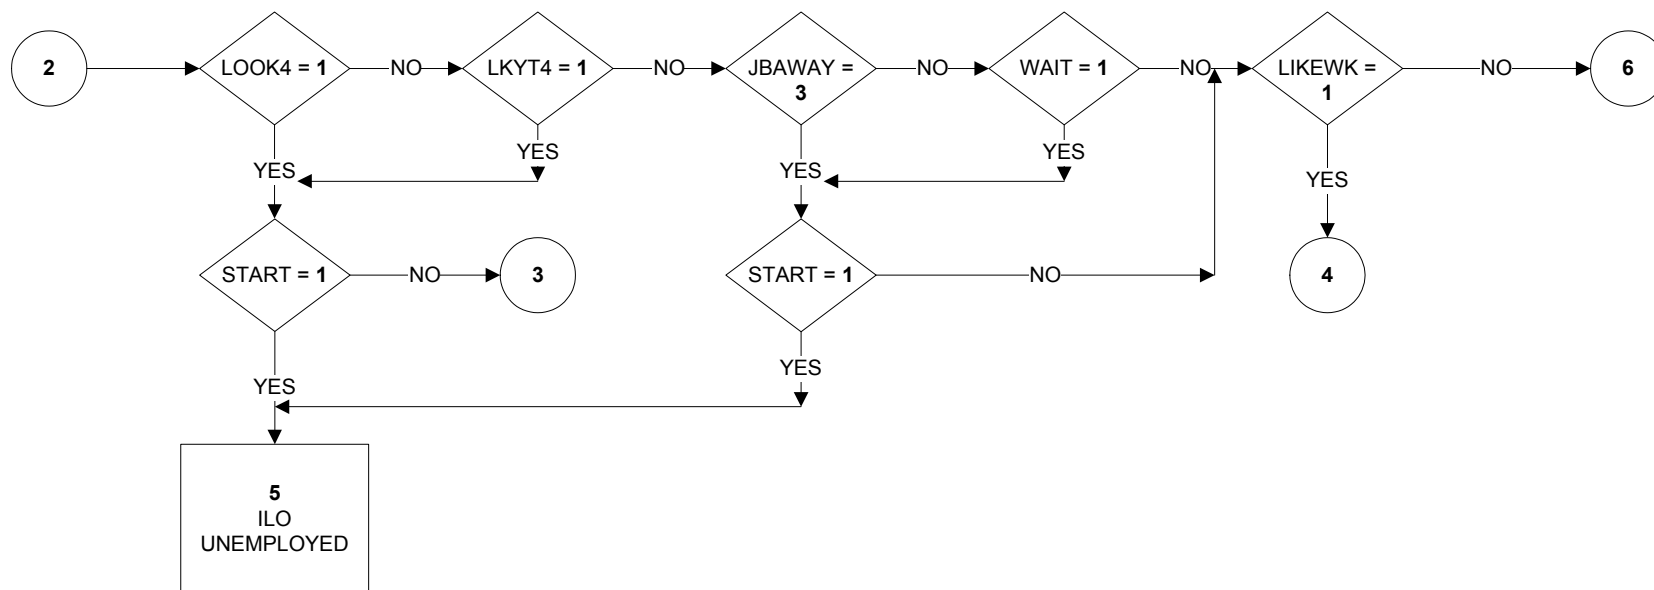 2
LOOK4 = 1
NO
LKYT4 = 1
NO
JBAWAY =
3
NO
WAIT = 1
NO
LIKEWK =
1
NO
6
YES
YES
YES
YES
YES
START = 1
NO
3
START = 1
NO
4
YES
YES
5
ILO
UNEMPLOYED